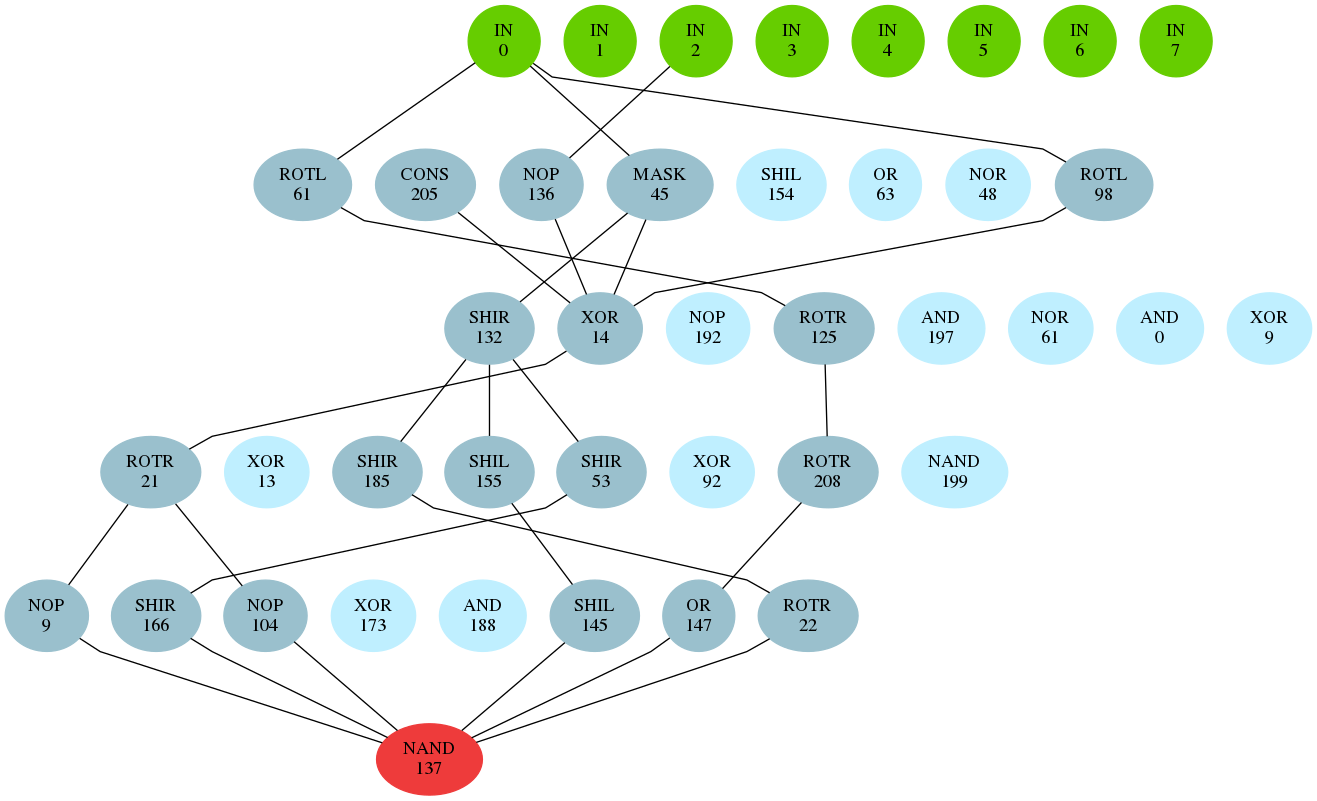 IN
0
IN
1
IN
2
IN
3
IN
4
IN
5
IN
6
IN
7
ROTL
61
CONS
205
NOP
136
MASK
45
SHIL
154
OR
63
NOR
48
ROTL
98
SHIR
132
XOR
14
NOP
192
ROTR
125
AND
197
NOR
61
AND
0
XOR
9
ROTR
21
XOR
13
SHIR
185
SHIL
155
SHIR
53
XOR
92
ROTR
208
NAND
199
NOP
9
SHIR
166
NOP
104
XOR
173
AND
188
SHIL
145
OR
147
ROTR
22
NAND
137